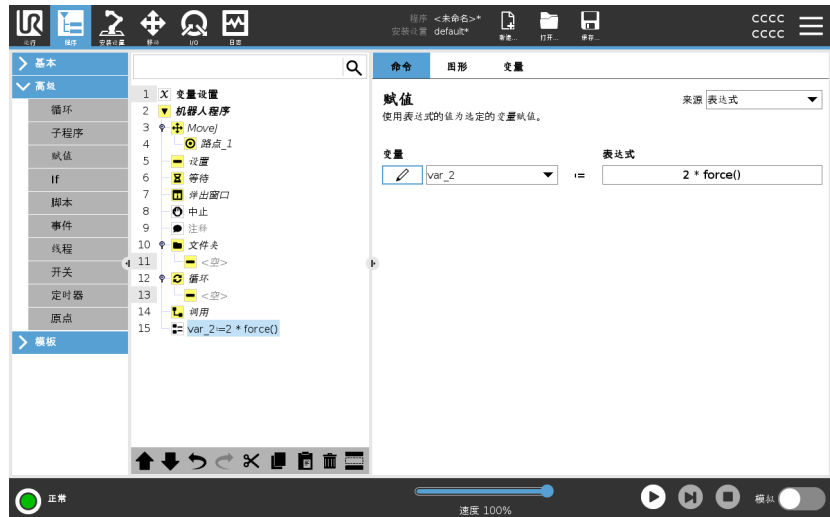 UR
运行 程序 安装设置 移动 I/O 日志
程序 <未命名>*
安装设置 default*
新建... 打开... 保存...
cccc
cccc
基本
高级
循环
子程序
赋值
If
脚本
事件
线程
开关
定时器
原点
模板
1 X 变量设置
2 机器人程序
3 MoveJ
4 路点_1
5 设置
6 等待
7 弹出窗口
8 中止
9 注释
10 文件夹
11 <空>
12 循环
13 <空>
14 调用
15 var_2:=2 * force()
命令 图形 变量
赋值
来源 表达式
使用表达式的值为选定的变量赋值。
变量 表达式
var_2 := 2 * force()
正常
速度 100%
模拟